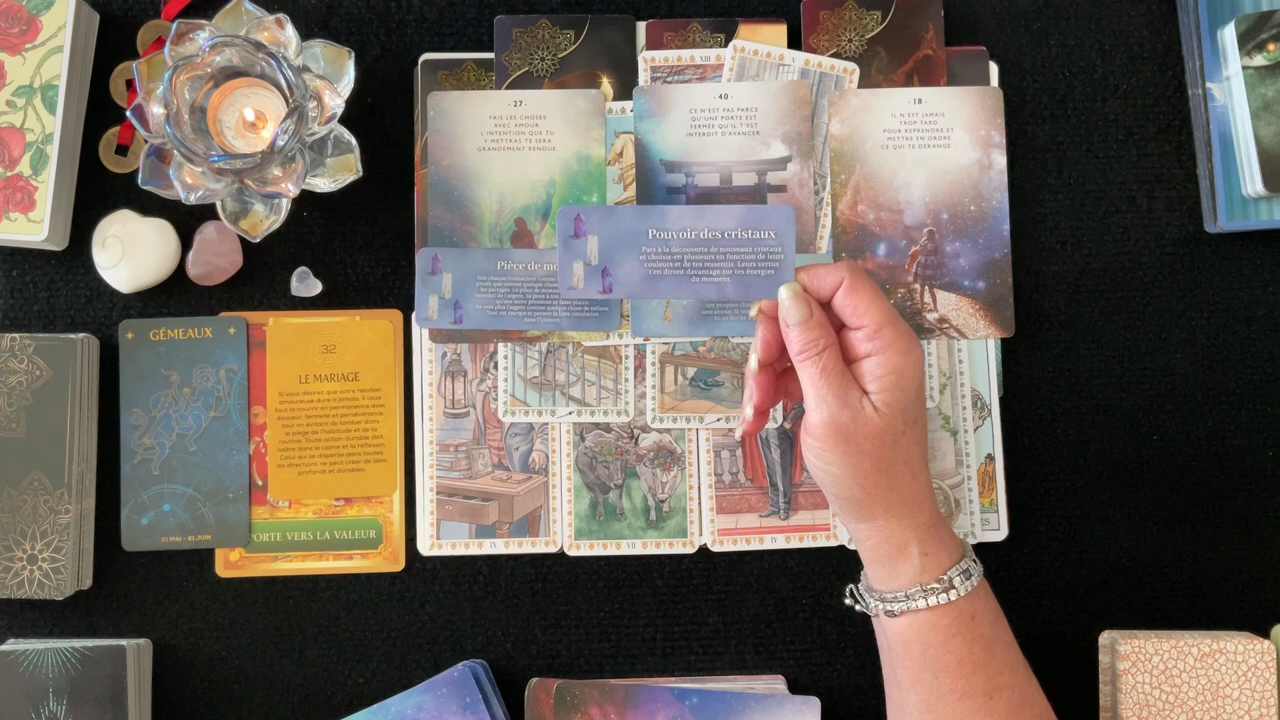 XIII
V
· 27 ·
FAIS LES CHOSES
AVEC AMOUR
L'INTENTION QUE TU
Y METTRAS TE SERA
GRANDEMENT RENDUE
· 40 ·
CE N'EST PAS PARCE
QU'UNE PORTE EST
FERMÉE QU'IL T'EST
INTERDIT D'AVANCER
· 18 ·
IL N'EST JAMAIS
TROP TARD
POUR REPRENDRE ET
METTRE EN ORDRE
CE QUI TE DÉRANGE...
Pouvoir des cristaux
Pars à la découverte de nouveaux cristaux
et choisis-en plusieurs en fonction de leurs
couleurs et de tes ressentis. Leurs vertus
t'en diront davantage sur tes énergies
du moment.
Pièce de mo
GÉMEAUX
21 MAI - 21 JUIN
32
LE MARIAGE
Si vous désirez que votre relation
amoureuse dure à jamais, il vous
faut la nourrir en permanence avec
douceur, fermeté et persévérance,
tout en évitant de tomber dans
le piège de l'habitude et de la
routine. Toute action durable doit
naître dans le calme et la réflexion.
Celui qui se disperse dans toutes
les directions ne peut créer de liens
profonds et durables.
PORTE VERS LA VALEUR
IX
VII
IV